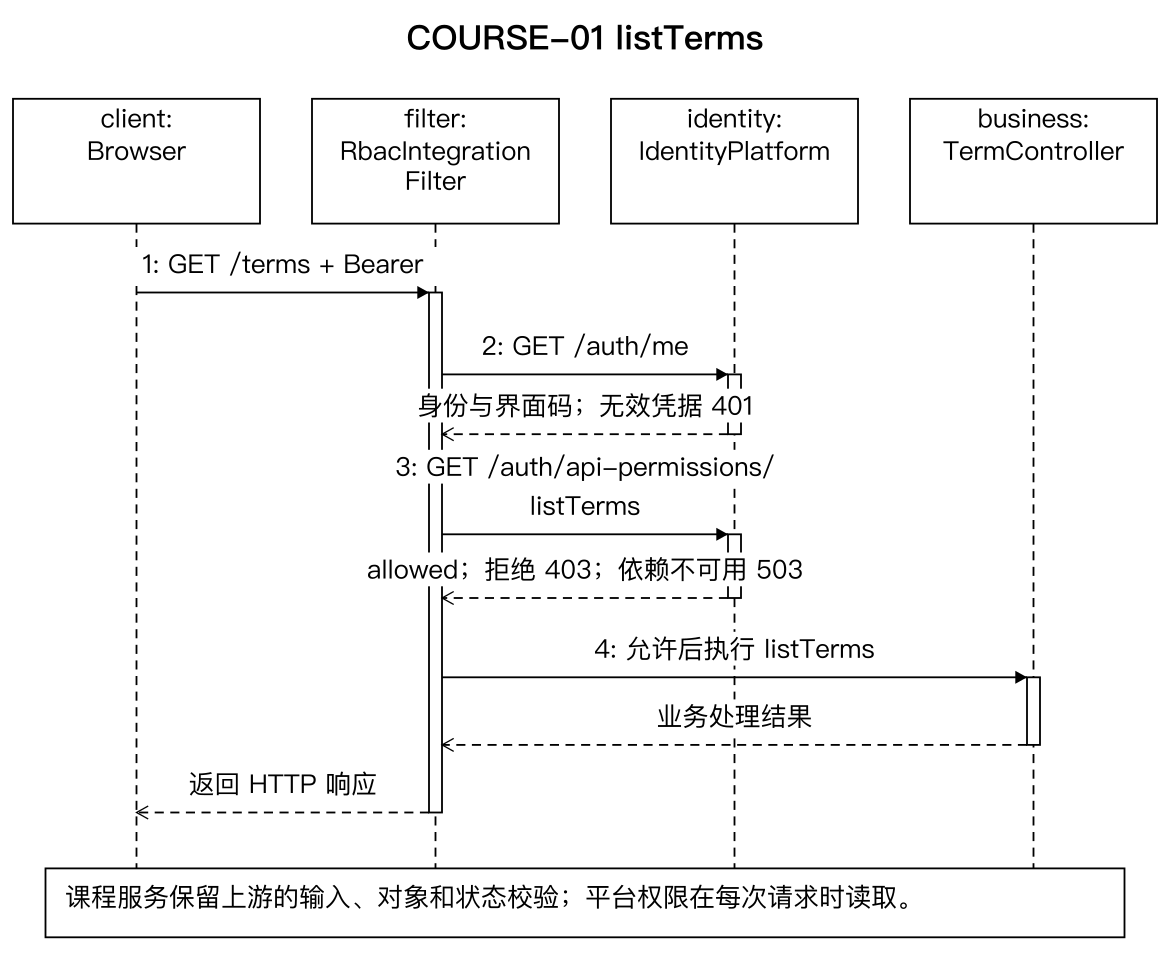 COURSE-01 listTerms
client:
Browser
filter:
RbacIntegration
Filter
identity:
IdentityPlatform
business:
TermController
1: GET /terms + Bearer
2: GET /auth/me
身份与界面码；无效凭据 401
3: GET /auth/api-permissions/
listTerms
allowed；拒绝 403；依赖不可用 503
4: 允许后执行 listTerms
业务处理结果
返回 HTTP 响应
课程服务保留上游的输入、对象和状态校验；平台权限在每次请求时读取。